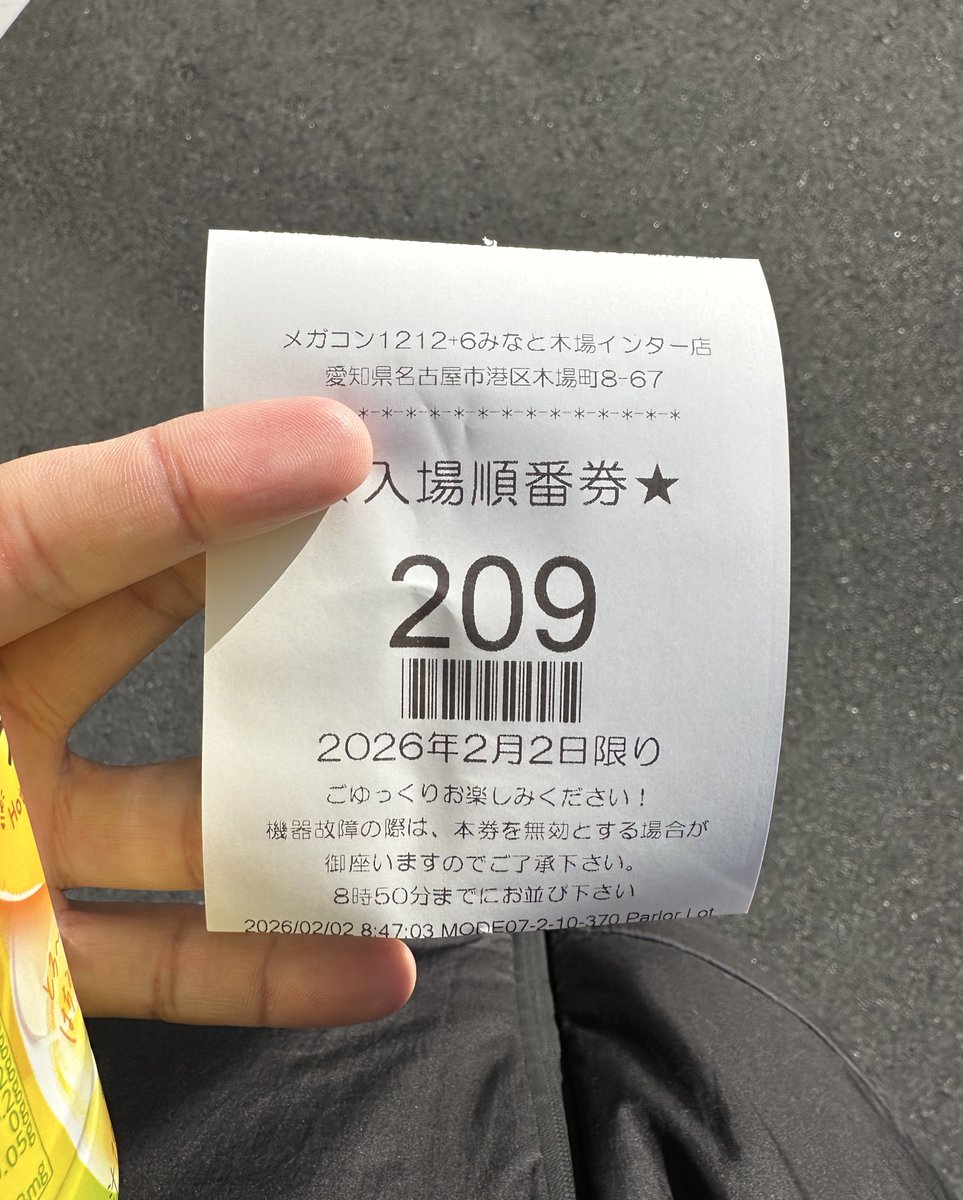 メガコン1212+6みなと木場インター店
愛知県名古屋市港区木場町8-67
-*-*-*-*-*-*-*-*-*-*-*-*-*-*
入場順番券★
209
2026年2月2日限り
ごゆっくりお楽しみください！
機器故障の際は、本券を無効とする場合が
御座いますのでご了承下さい。
8時50分までにお並び下さい
2026/02/02 8:47:03 MODE07-2-10-370 Parlor Lot